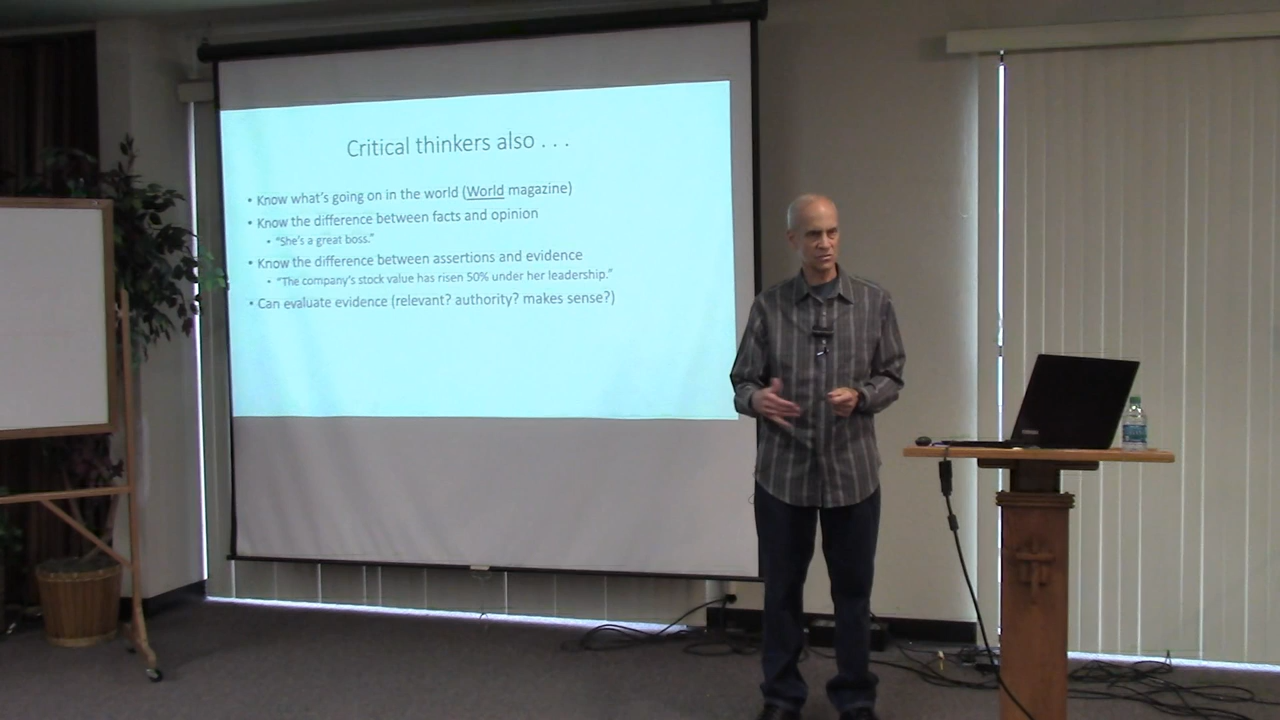 Critical thinkers also . . .
• Know what's going on in the world (World magazine)
• Know the difference between facts and opinion
• "She's a great boss."
• Know the difference between assertions and evidence
• "The company's stock value has risen 50% under her leadership."
• Can evaluate evidence (relevant? authority? makes sense?)